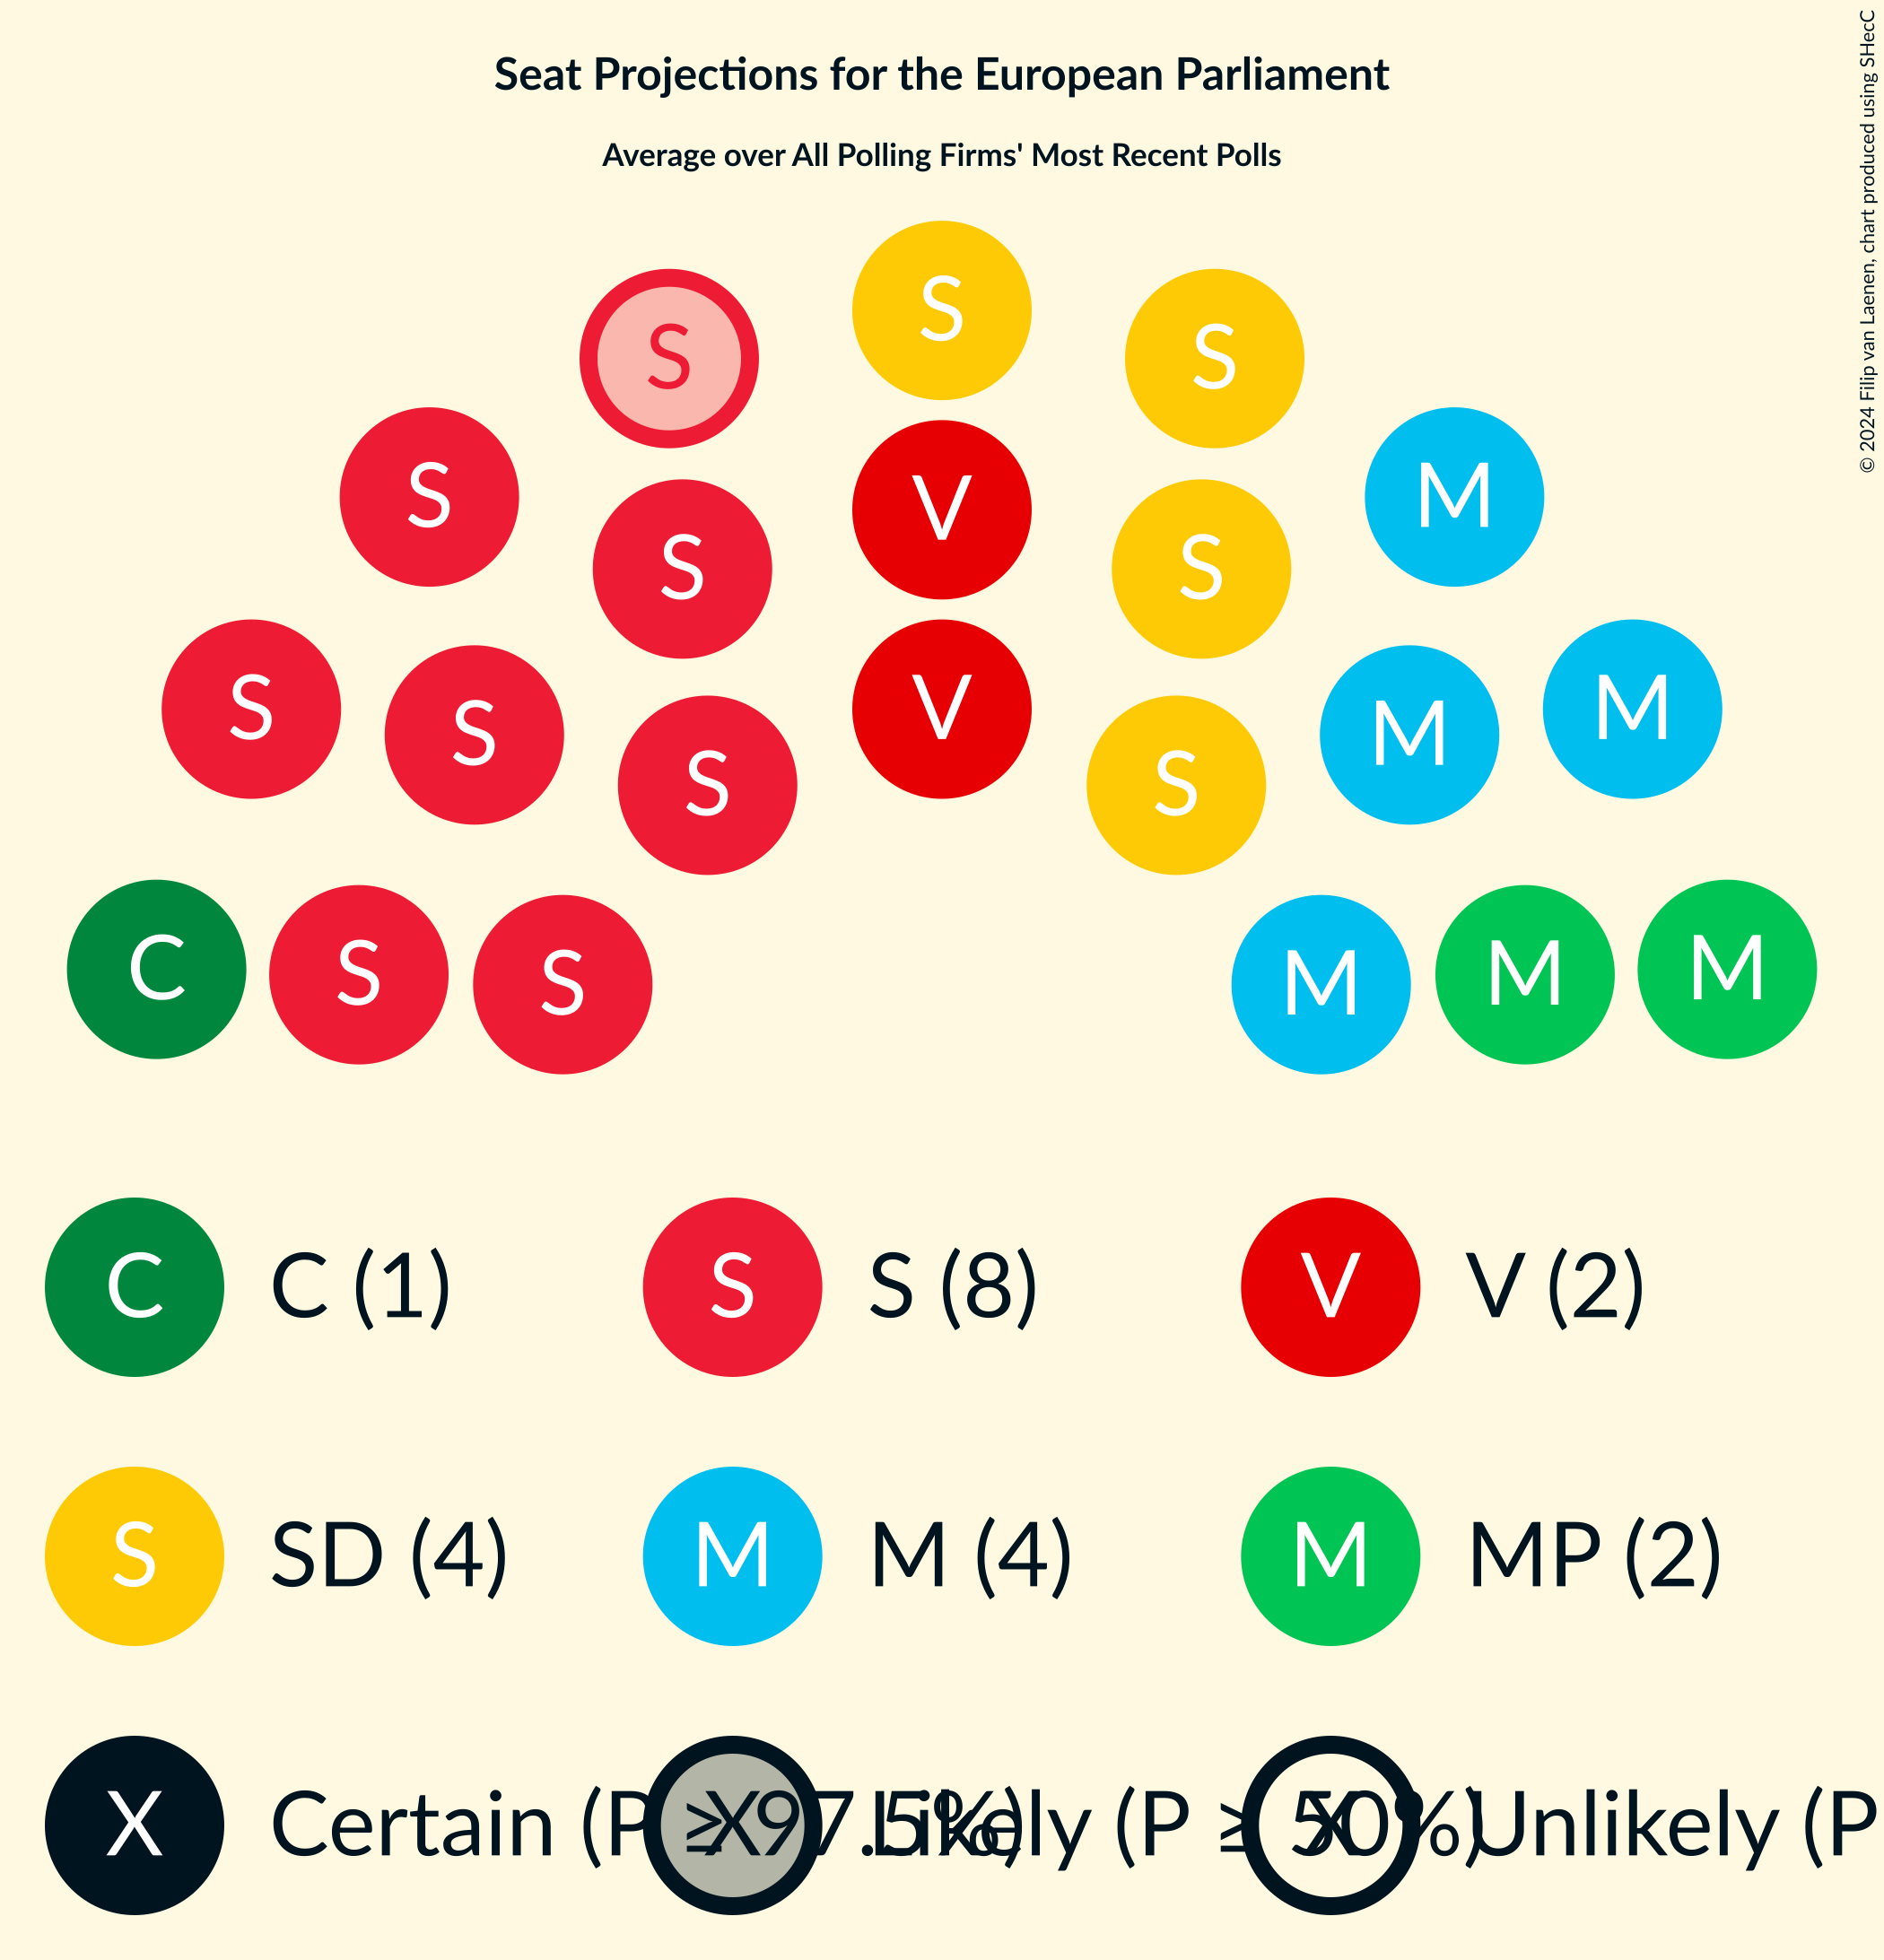 Seat Projections for the European Parliament
Average over All Polling Firms' Most Recent Polls
© 2024 Filip van Laenen, chart produced using SHecC
S
S S
S M
V
S S
S V M M
S S
S S
C S S M M M
C C (1) S S (8) V V (2)
S SD (4) M M (4) M MP (2)
X Certain (P ≥ 97.5%) X Likely (P ≥ 50%) X Unlikely (P